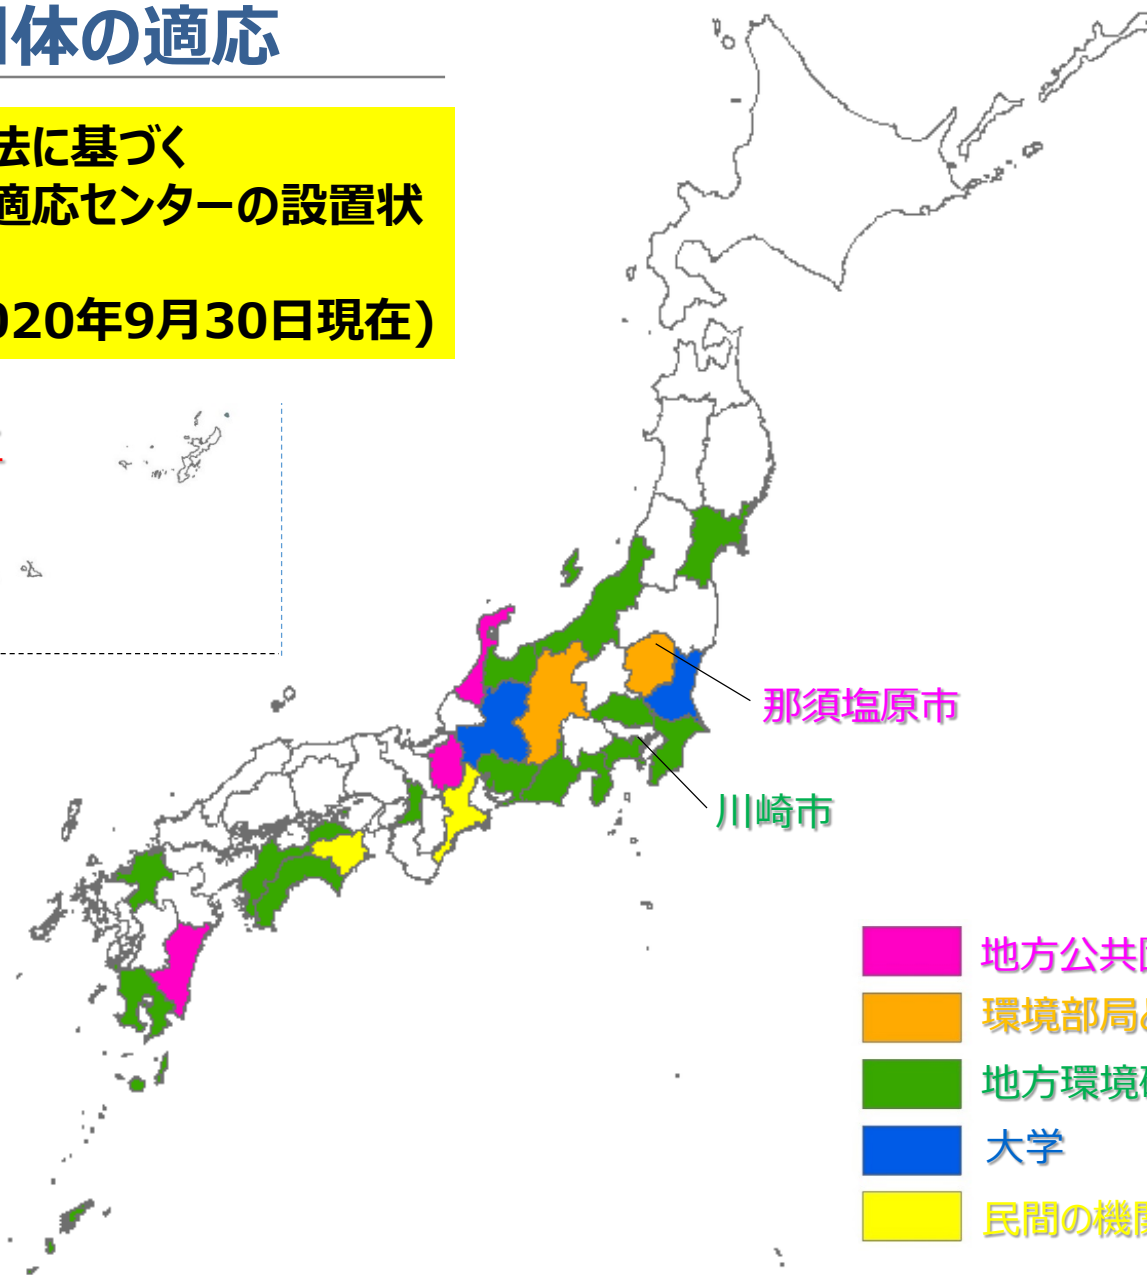 体の適応
法に基づく
適応センターの設置状
020年9月30日現在)
那須塩原市
川崎市
地方公共
環境部局
地方環境
大学
民間の機関